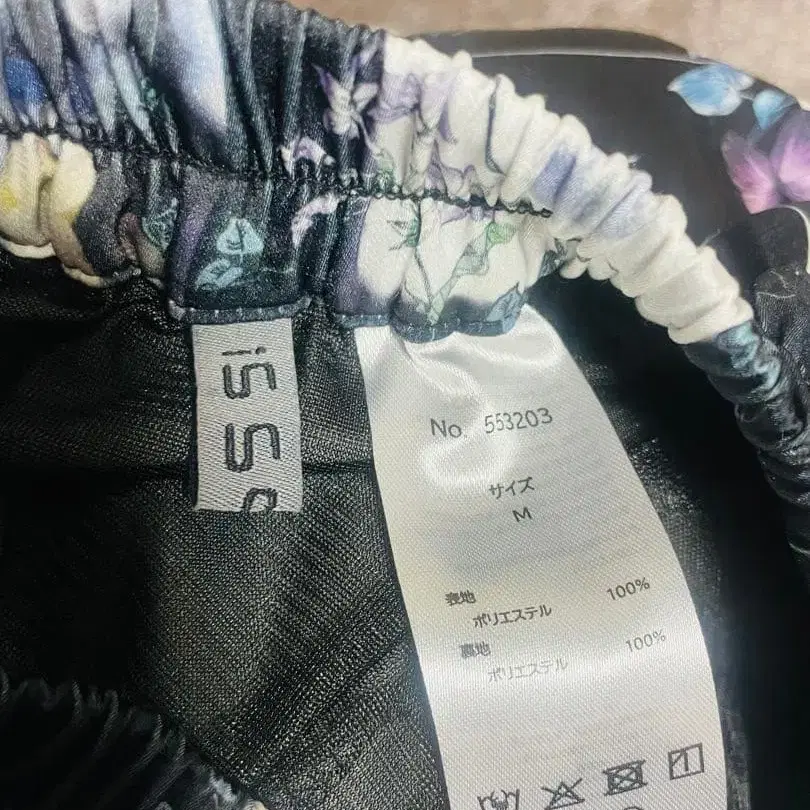 No. 553203
サイズ
M
表地
ポリエステル 100%
裏地
ポリエステル 100%